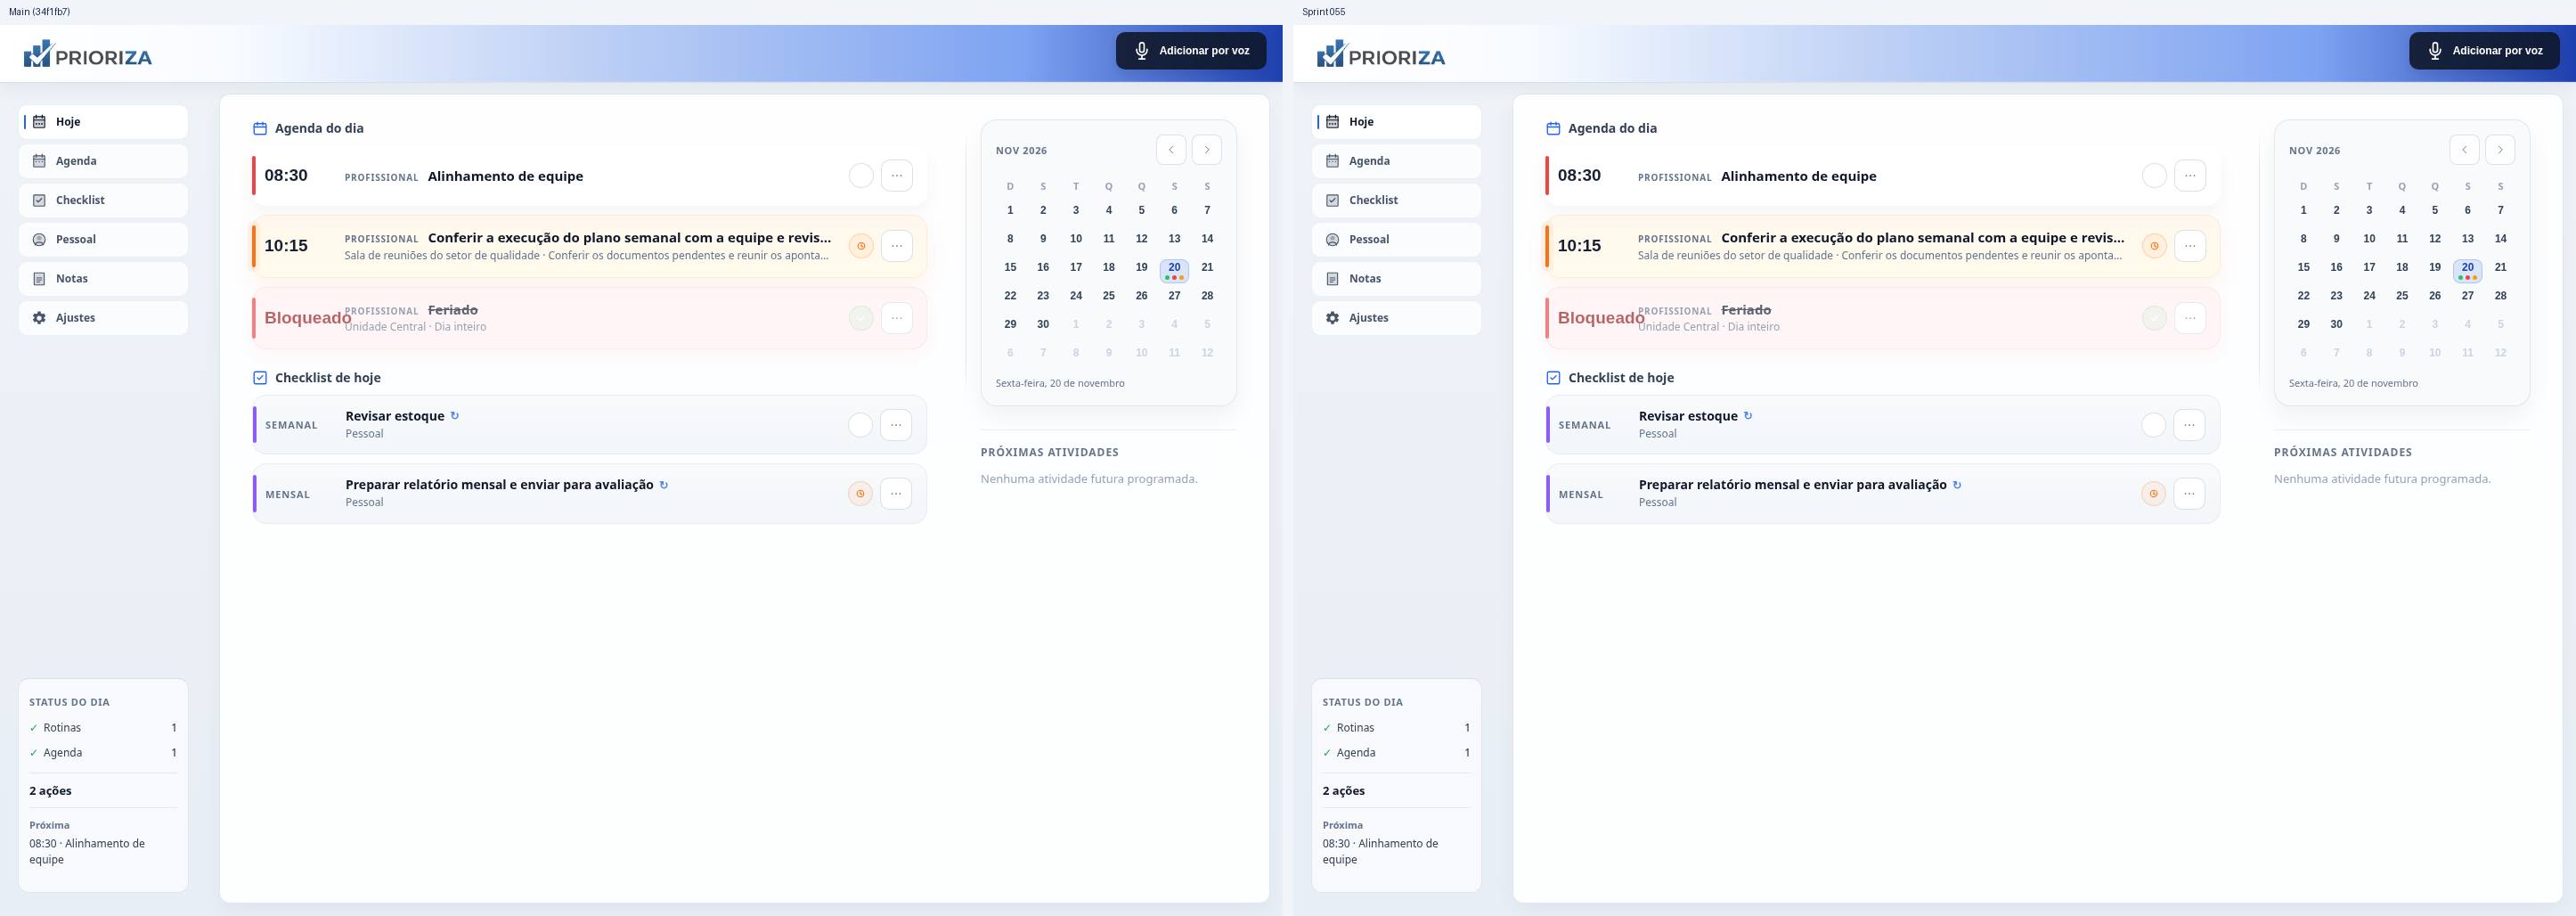 Main (34f1fb7)
PRIORIZA
Adicionar por voz
Hoje
Agenda
Checklist
Pessoal
Notas
Ajustes
STATUS DO DIA
✓ Rotinas 1
✓ Agenda 1
2 ações
Próxima
08:30 · Alinhamento de
equipe
Agenda do dia
08:30 PROFISSIONAL Alinhamento de equipe ...
10:15 PROFISSIONAL Conferir a execução do plano semanal com a equipe e revis...
Sala de reuniões do setor de qualidade · Conferir os documentos pendentes e reunir os aponta...
Bloqueado PROFISSIONAL Feriado
Unidade Central · Dia inteiro
Checklist de hoje
SEMANAL Revisar estoque ↻
Pessoal
MENSAL Preparar relatório mensal e enviar para avaliação ↻
Pessoal
NOV 2026
D S T Q Q S S
1 2 3 4 5 6 7
8 9 10 11 12 13 14
15 16 17 18 19 20 21
22 23 24 25 26 27 28
29 30 1 2 3 4 5
6 7 8 9 10 11 12
Sexta-feira, 20 de novembro
PRÓXIMAS ATIVIDADES
Nenhuma atividade futura programada.
Sprint055
PRIORIZA
Adicionar por voz
Hoje
Agenda
Checklist
Pessoal
Notas
Ajustes
STATUS DO DIA
✓ Rotinas 1
✓ Agenda 1
2 ações
Próxima
08:30 · Alinhamento de
equipe
Agenda do dia
08:30 PROFISSIONAL Alinhamento de equipe ...
10:15 PROFISSIONAL Conferir a execução do plano semanal com a equipe e revis...
Sala de reuniões do setor de qualidade · Conferir os documentos pendentes e reunir os aponta...
Bloqueado PROFISSIONAL Feriado
Unidade Central · Dia inteiro
Checklist de hoje
SEMANAL Revisar estoque ↻
Pessoal
MENSAL Preparar relatório mensal e enviar para avaliação ↻
Pessoal
NOV 2026
D S T Q Q S S
1 2 3 4 5 6 7
8 9 10 11 12 13 14
15 16 17 18 19 20 21
22 23 24 25 26 27 28
29 30 1 2 3 4 5
6 7 8 9 10 11 12
Sexta-feira, 20 de novembro
PRÓXIMAS ATIVIDADES
Nenhuma atividade futura programada.